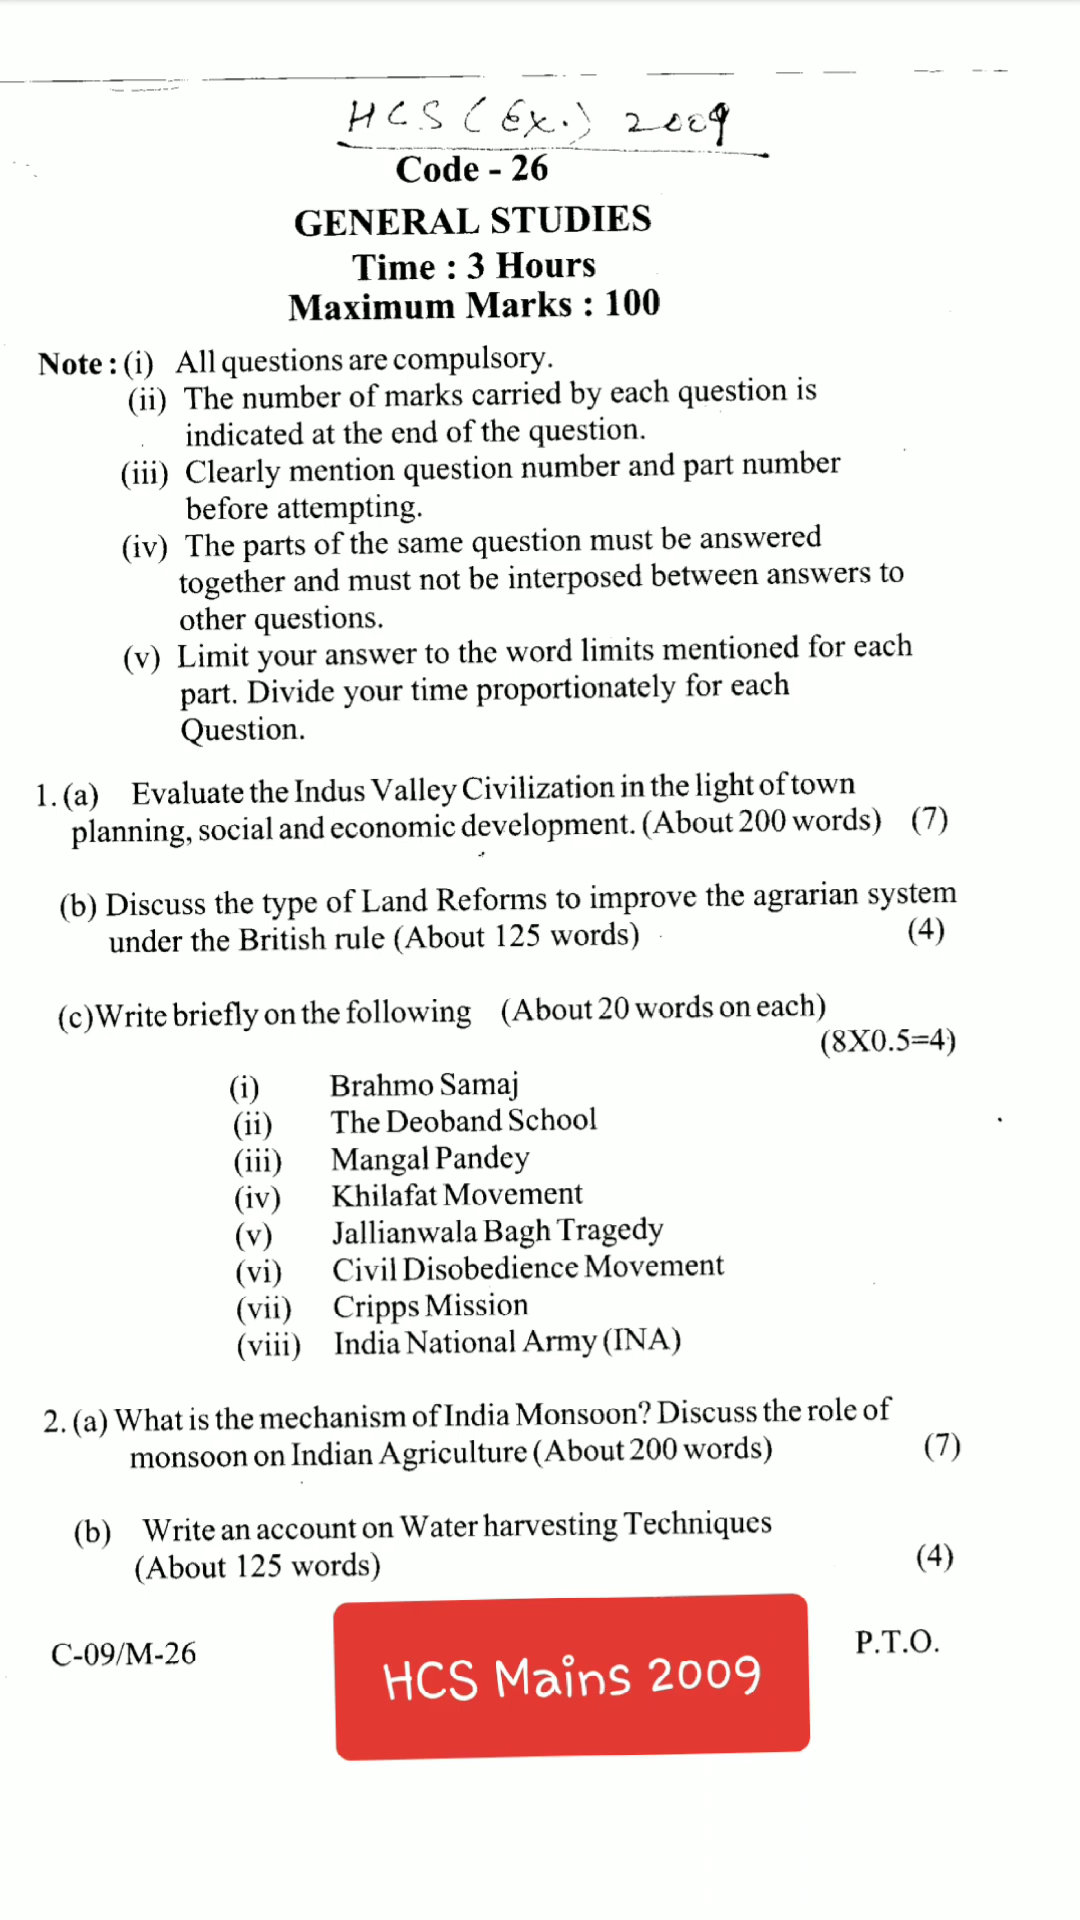 HCS (Ex.) 2009
Code - 26
GENERAL STUDIES
Time : 3 Hours
Maximum Marks : 100
Note : (i) All questions are compulsory.
(ii) The number of marks carried by each question is
indicated at the end of the question.
(iii) Clearly mention question number and part number
before attempting.
(iv) The parts of the same question must be answered
together and must not be interposed between answers to
other questions.
(v) Limit your answer to the word limits mentioned for each
part. Divide your time proportionately for each
Question.
1. (a) Evaluate the Indus Valley Civilization in the light of town
planning, social and economic development. (About 200 words) (7)
(b) Discuss the type of Land Reforms to improve the agrarian system
under the British rule (About 125 words) (4)
(c)Write briefly on the following (About 20 words on each)
(8X0.5=4)
(i) Brahmo Samaj
(ii) The Deoband School
(iii) Mangal Pandey
(iv) Khilafat Movement
(v) Jallianwala Bagh Tragedy
(vi) Civil Disobedience Movement
(vii) Cripps Mission
(viii) India National Army (INA)
2. (a) What is the mechanism of India Monsoon? Discuss the role of
monsoon on Indian Agriculture (About 200 words) (7)
(b) Write an account on Water harvesting Techniques
(About 125 words) (4)
C-09/M-26 P.T.O.
HCS Mains 2009